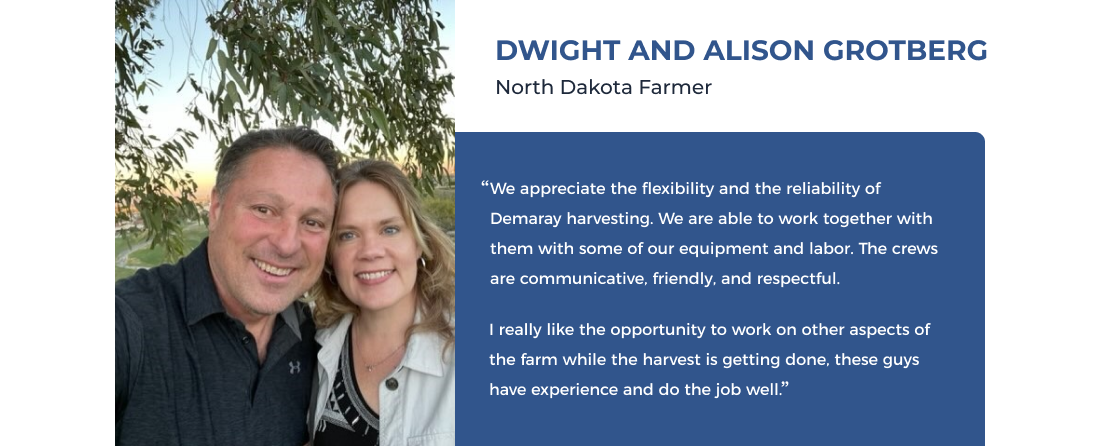 DWIGHT AND ALISON GROTBERG
North Dakota Farmer
“We appreciate the flexibility and the reliability of
Demaray harvesting. We are able to work together with
them with some of our equipment and labor. The crews
are communicative, friendly, and respectful.
I really like the opportunity to work on other aspects of
the farm while the harvest is getting done, these guys
have experience and do the job well.”